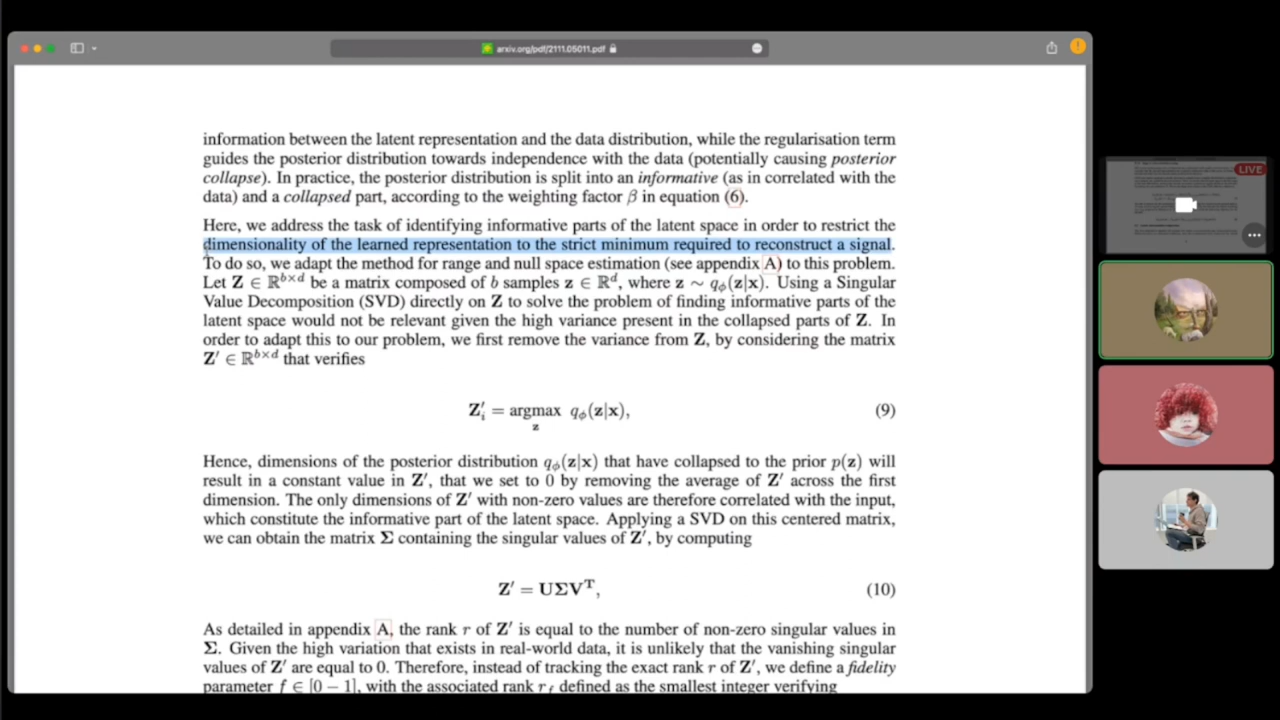 arxiv.org/pdf/2111.05011.pdf
information between the latent representation and the data distribution, while the regularisation term
guides the posterior distribution towards independence with the data (potentially causing posterior
collapse). In practice, the posterior distribution is split into an informative (as in correlated with the
data) and a collapsed part, according to the weighting factor β in equation (6).
Here, we address the task of identifying informative parts of the latent space in order to restrict the
dimensionality of the learned representation to the strict minimum required to reconstruct a signal.
To do so, we adapt the method for range and null space estimation (see appendix A) to this problem.
Let Z ∈ ℝᵇˣᵈ be a matrix composed of b samples z ∈ ℝᵈ, where z ∼ qϕ(z|x). Using a Singular
Value Decomposition (SVD) directly on Z to solve the problem of finding informative parts of the
latent space would not be relevant given the high variance present in the collapsed parts of Z. In
order to adapt this to our problem, we first remove the variance from Z, by considering the matrix
Z′ ∈ ℝᵇˣᵈ that verifies
Z′ᵢ = argmax qϕ(z|x), (9)
z
Hence, dimensions of the posterior distribution qϕ(z|x) that have collapsed to the prior p(z) will
result in a constant value in Z′, that we set to 0 by removing the average of Z′ across the first
dimension. The only dimensions of Z′ with non-zero values are therefore correlated with the input,
which constitute the informative part of the latent space. Applying a SVD on this centered matrix,
we can obtain the matrix Σ containing the singular values of Z′, by computing
Z′ = UΣVᵀ, (10)
As detailed in appendix A, the rank r of Z′ is equal to the number of non-zero singular values in
Σ. Given the high variation that exists in real-world data, it is unlikely that the vanishing singular
values of Z′ are equal to 0. Therefore, instead of tracking the exact rank r of Z′, we define a fidelity
parameter f ∈ [0 − 1], with the associated rank r_f defined as the smallest integer verifying
LIVE